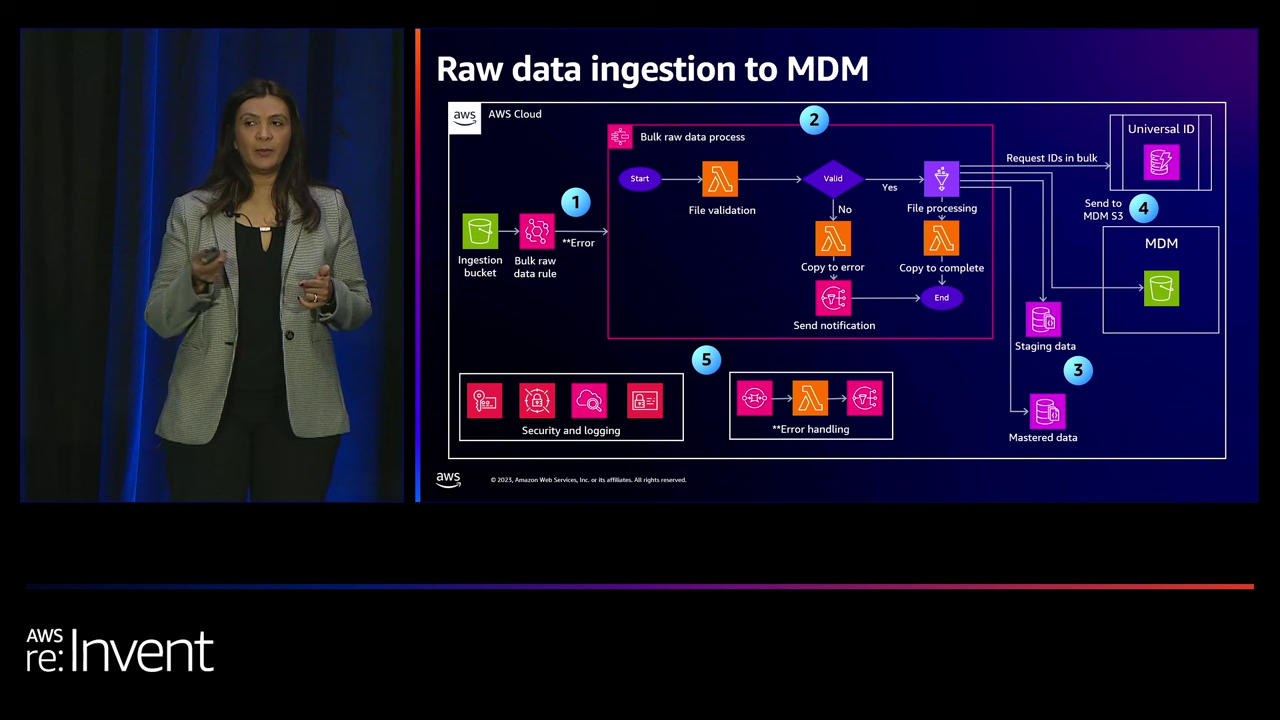 Raw data ingestion to MDM
aws
AWS Cloud
2
Bulk raw data process
Start
File validation
Valid
Yes
No
File processing
Copy to error
Copy to complete
Send notification
End
1
**Error
Ingestion
bucket
Bulk raw
data rule
Request IDs in bulk
Universal ID
Send to
MDM S3
4
MDM
Staging data
3
Mastered data
5
Security and logging
**Error handling
aws
© 2023, Amazon Web Services, Inc. or its affiliates. All rights reserved.
AWS
re:Invent